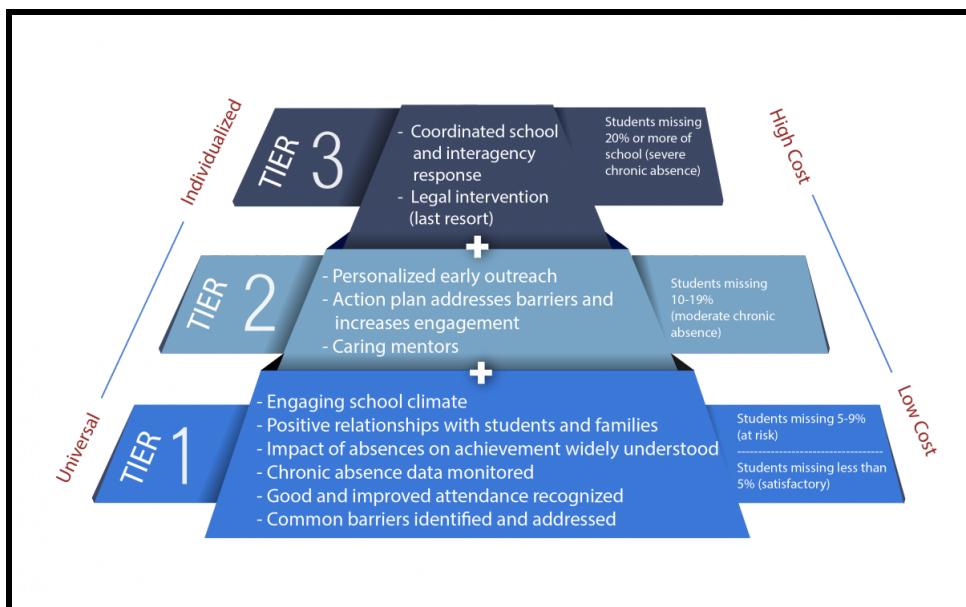 Individualized
High Cost
TIER 3
- Coordinated school
and interagency
response
- Legal intervention
(last resort)
Students missing
20% or more of
school (severe
chronic absence)
+
TIER 2
- Personalized early outreach
- Action plan addresses barriers and
increases engagement
- Caring mentors
Students missing
10-19%
(moderate chronic
absence)
+
Universal
Low Cost
TIER 1
- Engaging school climate
- Positive relationships with students and families
- Impact of absences on achievement widely understood
- Chronic absence data monitored
- Good and improved attendance recognized
- Common barriers identified and addressed
Students missing 5-9%
(at risk)
Students missing less than
5% (satisfactory)